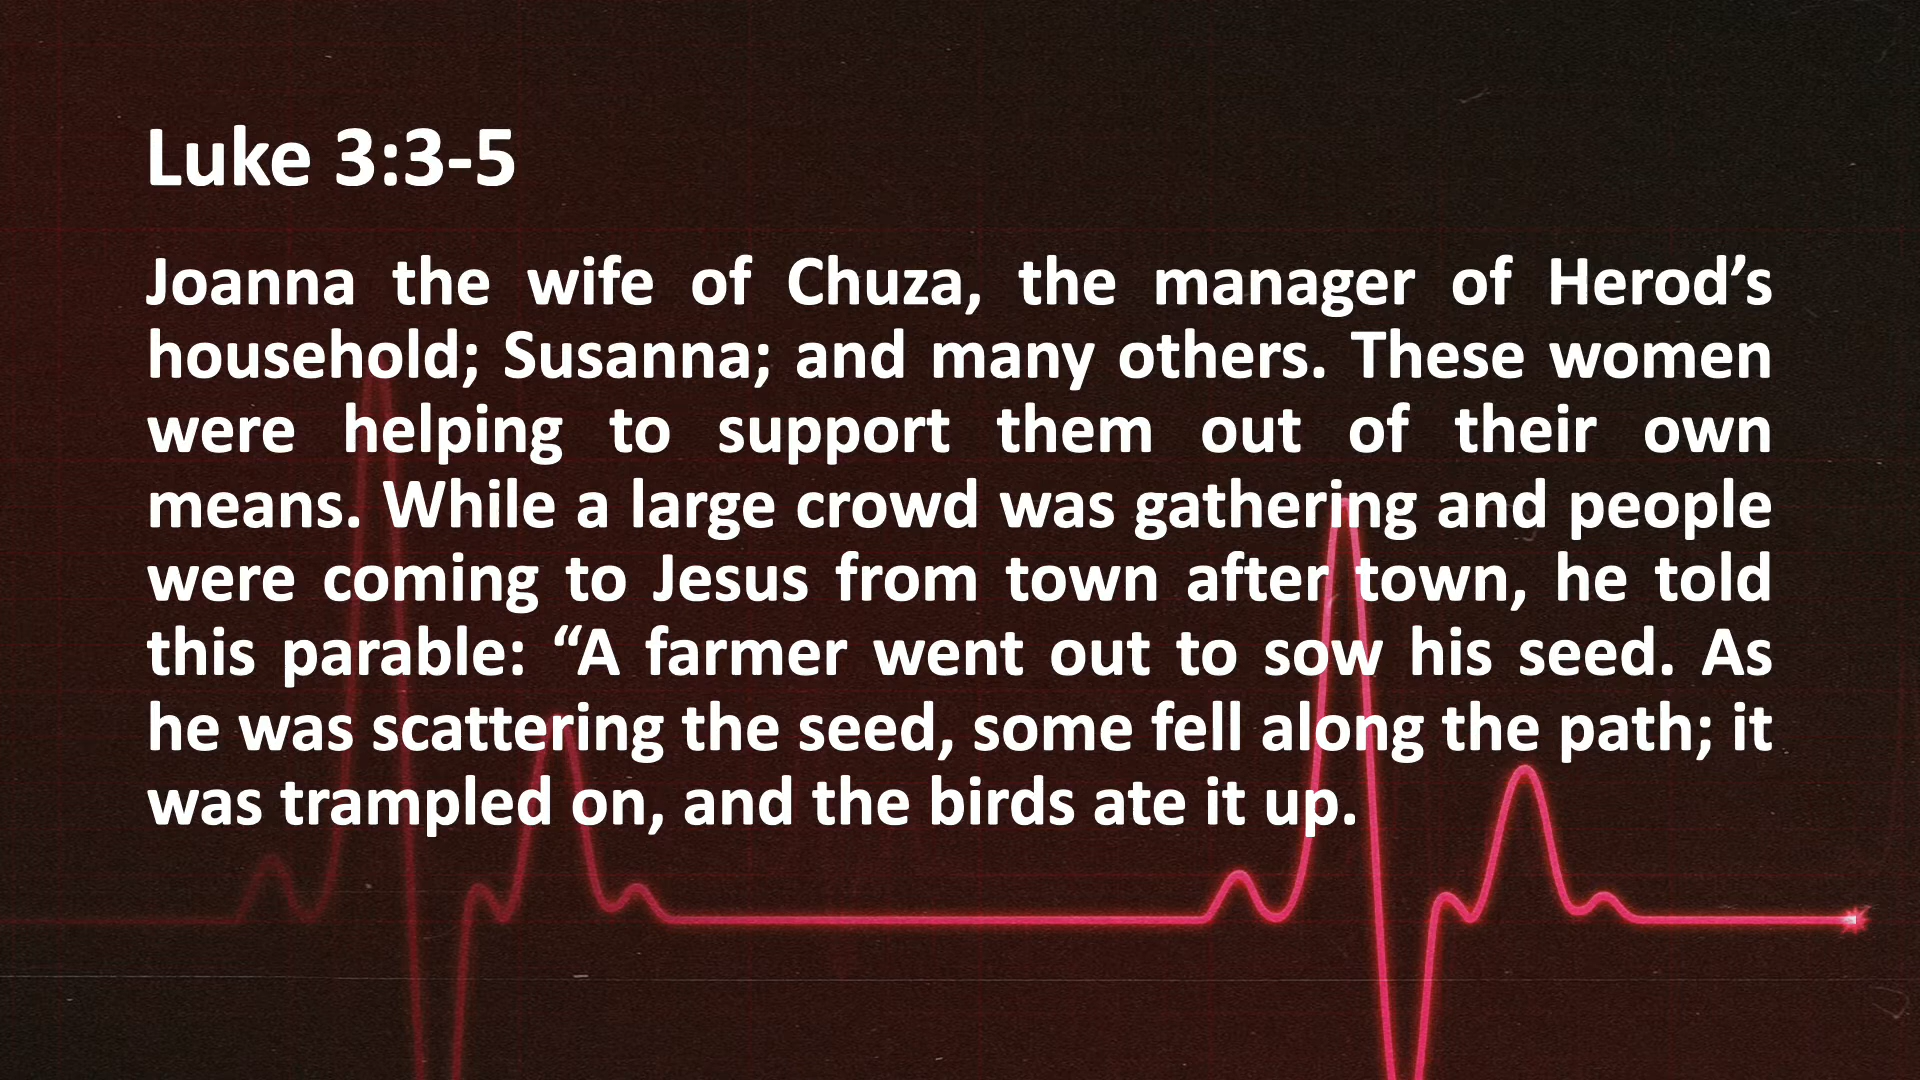 Luke 3:3-5
Joanna the wife of Chuza, the manager of Herod’s
household; Susanna; and many others. These women
were helping to support them out of their own
means. While a large crowd was gathering and people
were coming to Jesus from town after town, he told
this parable: “A farmer went out to sow his seed. As
he was scattering the seed, some fell along the path; it
was trampled on, and the birds ate it up.